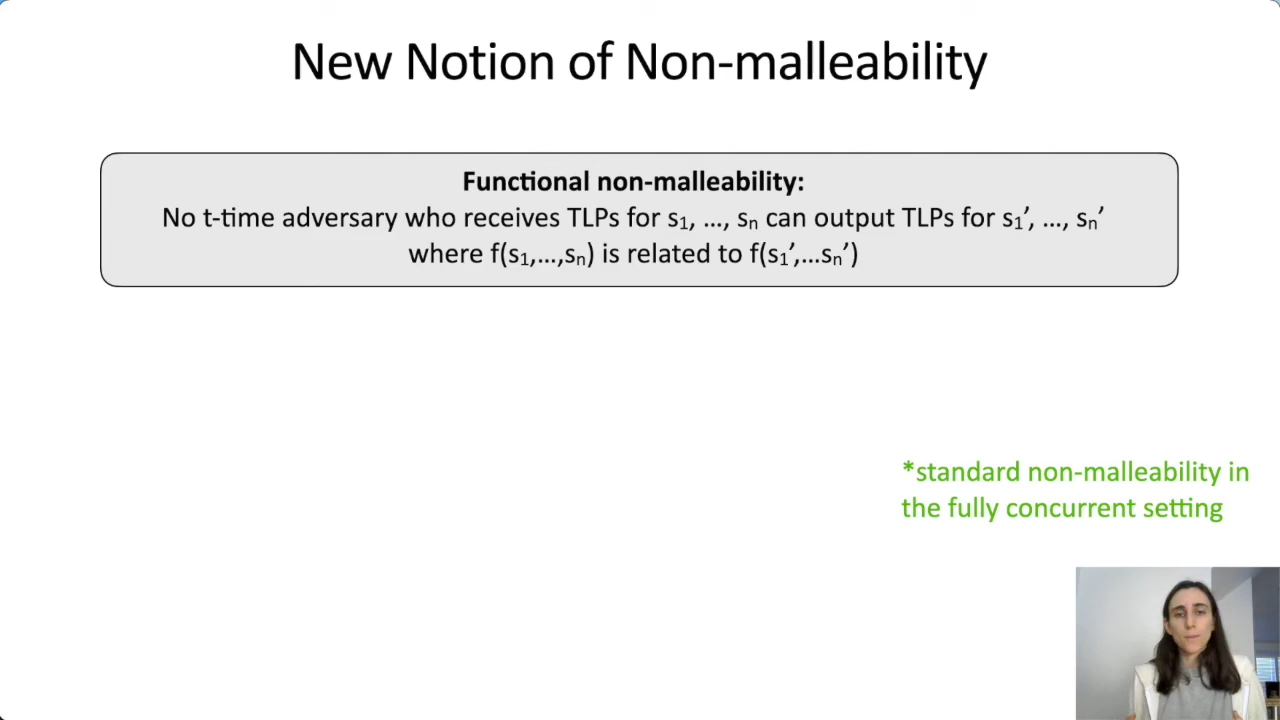 New Notion of Non-malleability
Functional non-malleability:
No t-time adversary who receives TLPs for s₁, ..., sₙ can output TLPs for s₁’, ..., sₙ’
where f(s₁,...,sₙ) is related to f(s₁’,...sₙ’)
*standard non-malleability in
the fully concurrent setting